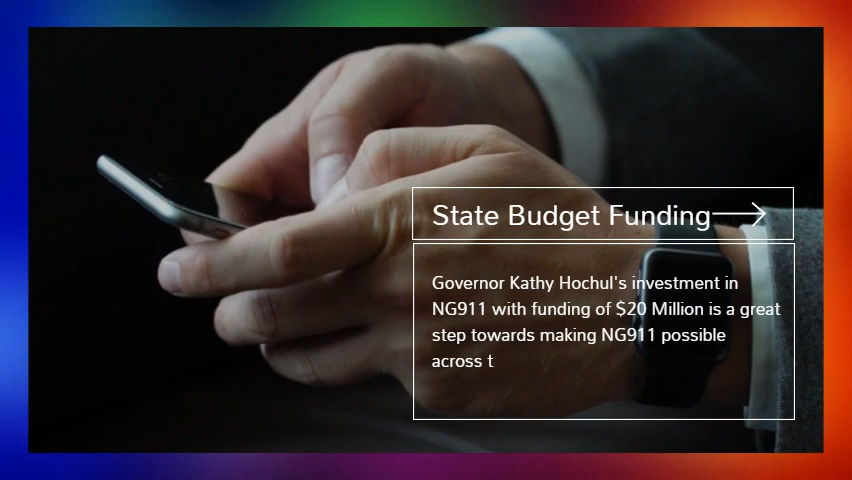 State Budget Funding
Governor Kathy Hochul's investment in
NG911 with funding of $20 Million is a great
step towards making NG911 possible
across t